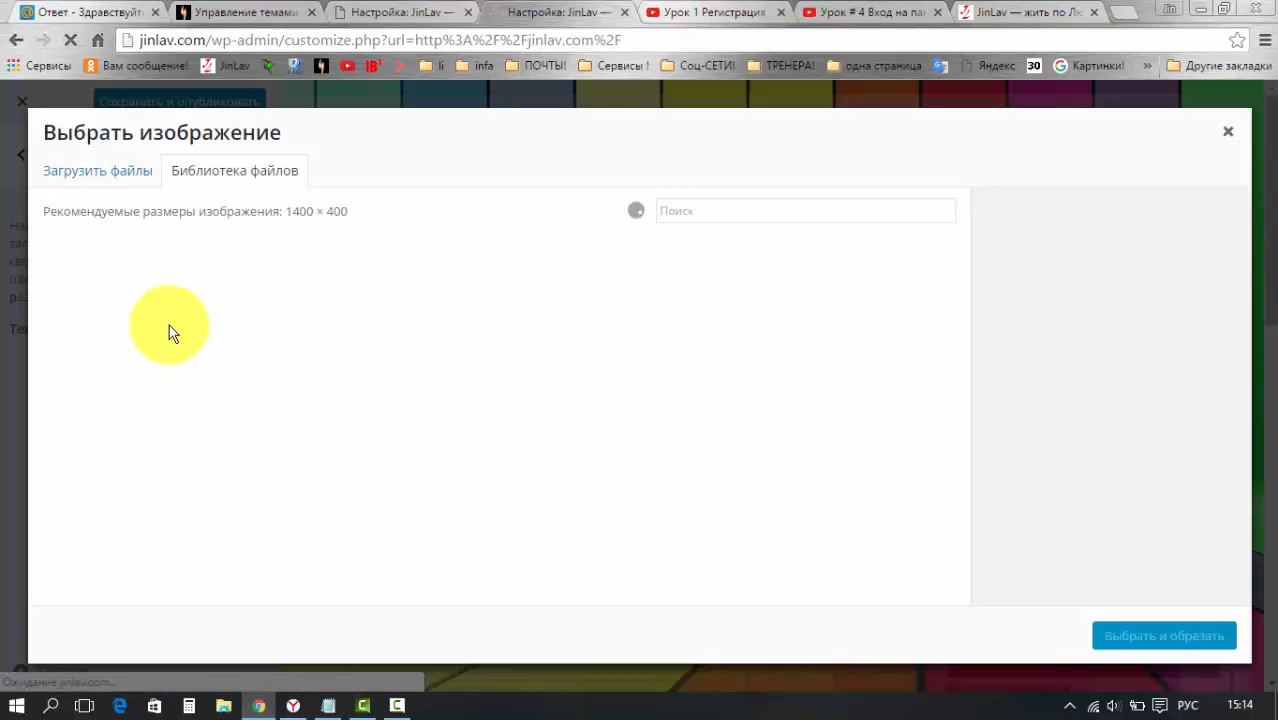 Ответ - Здравствуйт
Управление темами
Настройка: JinLav —
Настройка: JinLav —
Урок 1 Регистрация
Урок # 4 Вход на пан
JinLav — жить по Лю
jinlav.com/wp-admin/customize.php?url=http%3A%2F%2Fjinlav.com%2F
Сервисы
Вам сообщение!
JinLav
li
infa
ПОЧТЫ!
Сервисы !
Соц-СЕТИ!
ТРЕНЕРА!
одна страница
Яндекс
30
Картинки!
»
Другие закладки
Сохранить и опубликовать
Выбрать изображение
Загрузить файлы
Библиотека файлов
Рекомендуемые размеры изображения: 1400 × 400
Поиск
Выбрать и обрезать
Ожидание jinlav.com...
РУС
15:14